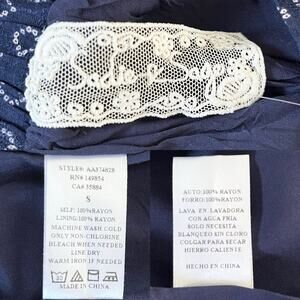 Sadie & Sage
STYLE#: AA374828
RN# 149854
CA# 35884
S
SELF: 100%RAYON
LINING:100% RAYON
MACHINE WASH COLD
ONLY NON-CHLORINE
BLEACH WHEN NEEDED
LINE DRY
WARM IRON IF NEEDED
MADE IN CHINA
AUTO:100% RAYON
FORRO:100% RAYON
LAVA EN LAVADORA
CON AGUA FRIA
SOLO NECESITA
BLANQUEO SIN CLORO
COLGAR PARA SECAR
HIERRO CALIENTE
HECHO EN CHINA